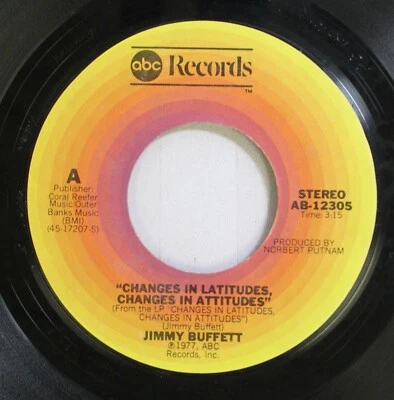 abc Records
TM
A
Publisher:
Coral Reefer
Music/Outer
Banks Music
(BMI)
(45-17207-S)
STEREO
AB-12305
Time: 3:15
PRODUCED BY
NORBERT PUTNAM
"CHANGES IN LATITUDES,
CHANGES IN ATTITUDES"
(From the LP "CHANGES IN LATITUDES,
CHANGES IN ATTITUDES")
(Jimmy Buffett)
JIMMY BUFFETT
℗1977, ABC
Records, Inc.